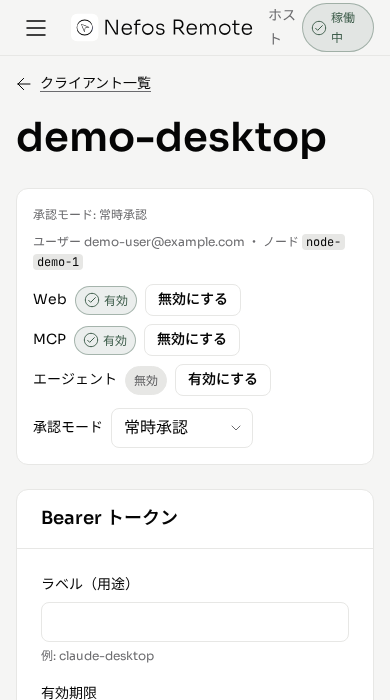 Nefos Remote
ホス
ト
稼働
中
クライアント一覧
demo-desktop
承認モード: 常時承認
ユーザー demo-user@example.com ・ ノード node-
demo-1
Web 有効 無効にする
MCP 有効 無効にする
エージェント 無効 有効にする
承認モード 常時承認
Bearer トークン
ラベル（用途）
例: claude-desktop
有効期限